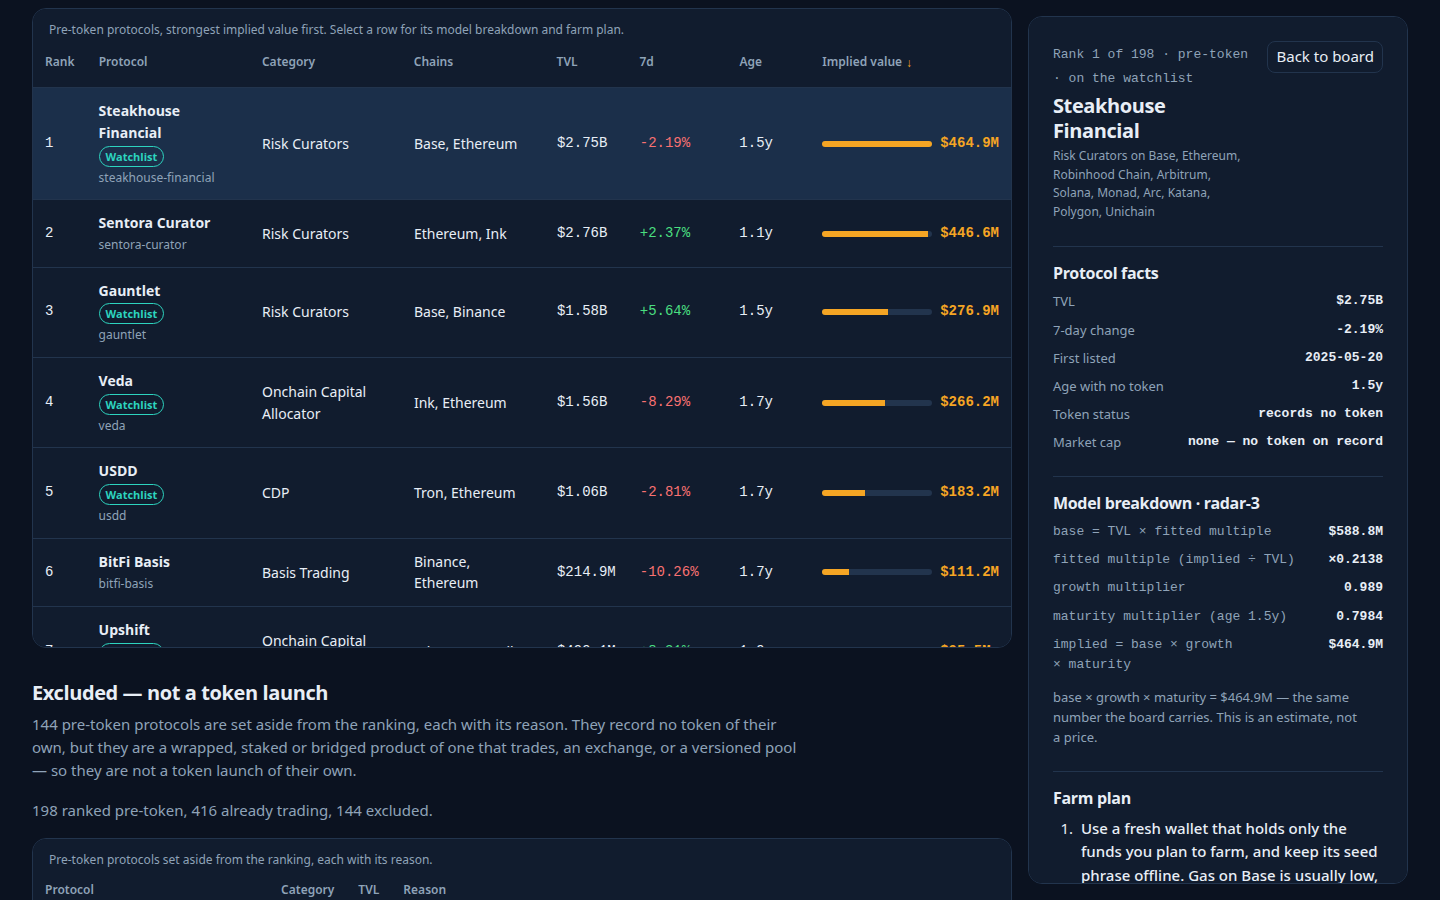 Pre-token protocols, strongest implied value first. Select a row for its model breakdown and farm plan.
Rank Protocol Category Chains TVL 7d Age Implied value ↓
1 Steakhouse Financial Watchlist steakhouse-financial Risk Curators Base, Ethereum $2.75B -2.19% 1.5y $464.9M
2 Sentora Curator sentora-curator Risk Curators Ethereum, Ink $2.76B +2.37% 1.1y $446.6M
3 Gauntlet Watchlist gauntlet Risk Curators Base, Binance $1.58B +5.64% 1.5y $276.9M
4 Veda Watchlist veda Onchain Capital Allocator Ink, Ethereum $1.56B -8.29% 1.7y $266.2M
5 USDD Watchlist usdd CDP Tron, Ethereum $1.06B -2.81% 1.7y $183.2M
6 BitFi Basis bitfi-basis Basis Trading Binance, Ethereum $214.9M -10.26% 1.7y $111.2M
Upshift Onchain Capital
Excluded — not a token launch
144 pre-token protocols are set aside from the ranking, each with its reason. They record no token of their
own, but they are a wrapped, staked or bridged product of one that trades, an exchange, or a versioned pool
— so they are not a token launch of their own.
198 ranked pre-token, 416 already trading, 144 excluded.
Pre-token protocols set aside from the ranking, each with its reason.
Protocol Category TVL Reason
Rank 1 of 198 · pre-token
· on the watchlist
Back to board
Steakhouse
Financial
Risk Curators on Base, Ethereum,
Robinhood Chain, Arbitrum,
Solana, Monad, Arc, Katana,
Polygon, Unichain
Protocol facts
TVL $2.75B
7-day change -2.19%
First listed 2025-05-20
Age with no token 1.5y
Token status records no token
Market cap none — no token on record
Model breakdown · radar-3
base = TVL × fitted multiple $588.8M
fitted multiple (implied ÷ TVL) ×0.2138
growth multiplier 0.989
maturity multiplier (age 1.5y) 0.7984
implied = base × growth $464.9M
× maturity
base × growth × maturity = $464.9M — the same
number the board carries. This is an estimate, not
a price.
Farm plan
1. Use a fresh wallet that holds only the
funds you plan to farm, and keep its seed
phrase offline. Gas on Base is usually low,